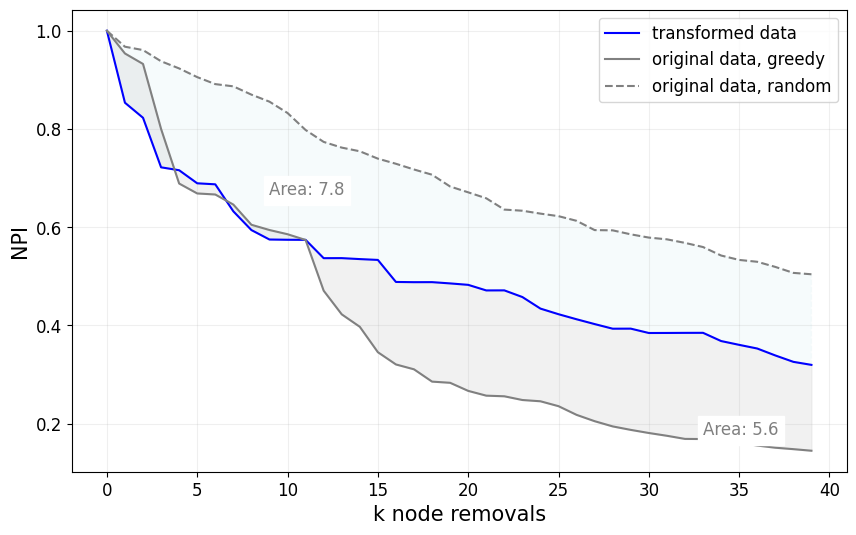 transformed data
original data, greedy
original data, random
Area: 7.8
Area: 5.6
NPI
1.0
0.8
0.6
0.4
0.2
0 5 10 15 20 25 30 35 40
k node removals